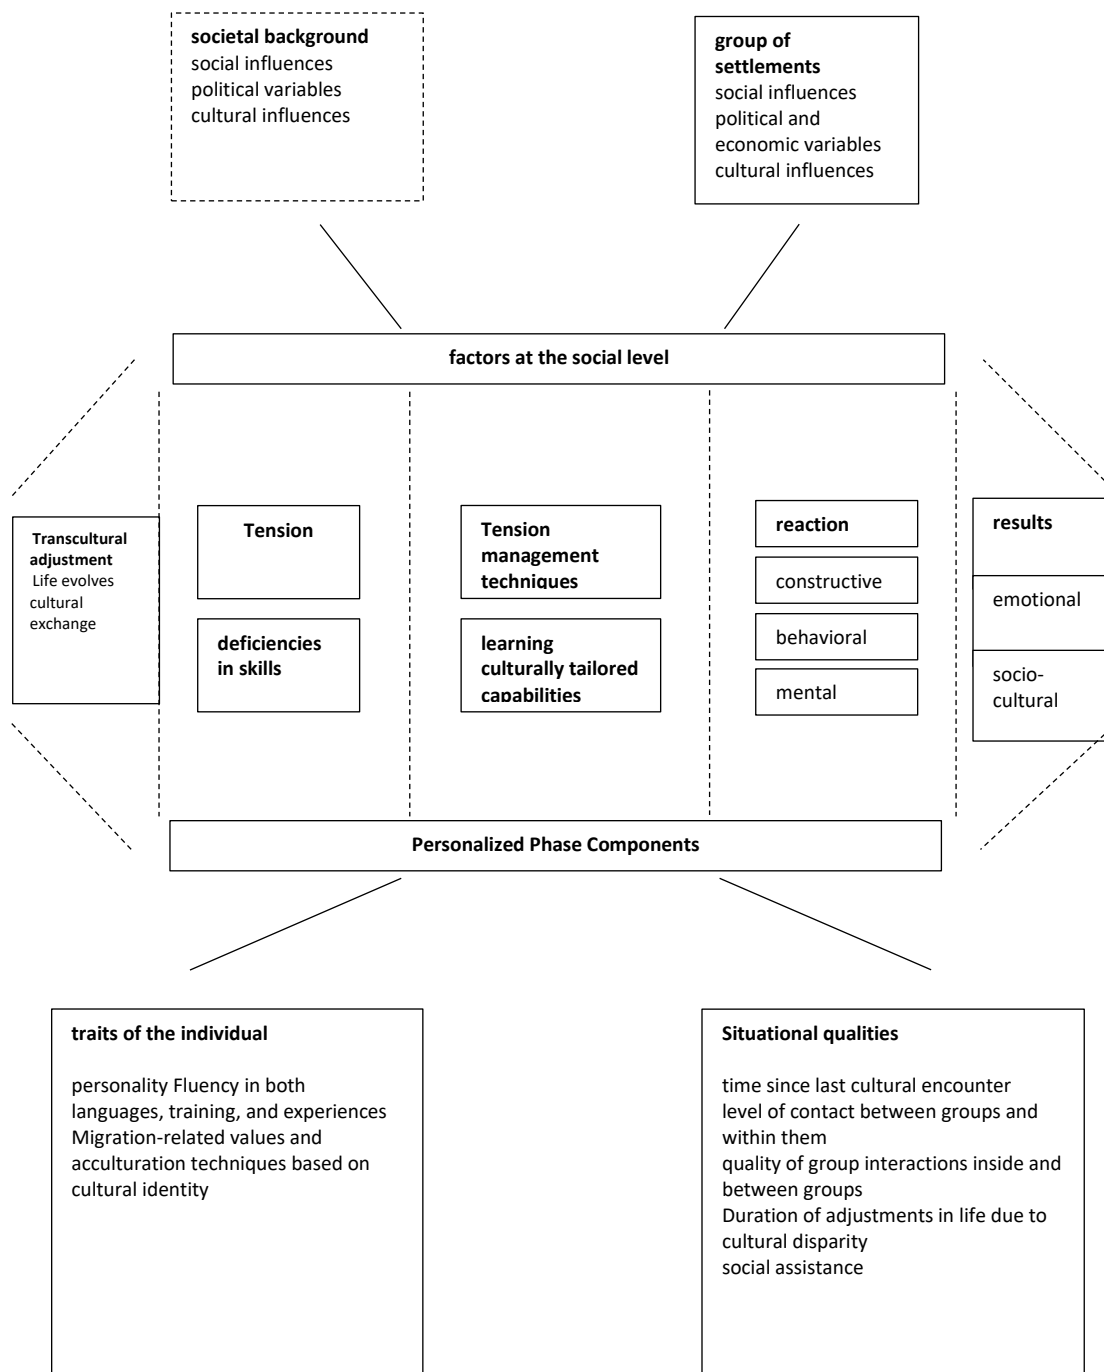 societal background
social influences
political variables
cultural influences
group of
settlements
social influences
political and
economic variables
cultural influences
factors at the social level
Transcultural
adjustment
Life evolves
cultural
exchange
Tension
deficiencies
in skills
Tension
management
techniques
learning
culturally tailored
capabilities
reaction
constructive
behavioral
mental
results
emotional
socio-
cultural
Personalized Phase Components
traits of the individual
personality Fluency in both
languages, training, and experiences
Migration-related values and
acculturation techniques based on
cultural identity
Situational qualities
time since last cultural encounter
level of contact between groups and
within them
quality of group interactions inside and
between groups
Duration of adjustments in life due to
cultural disparity
social assistance